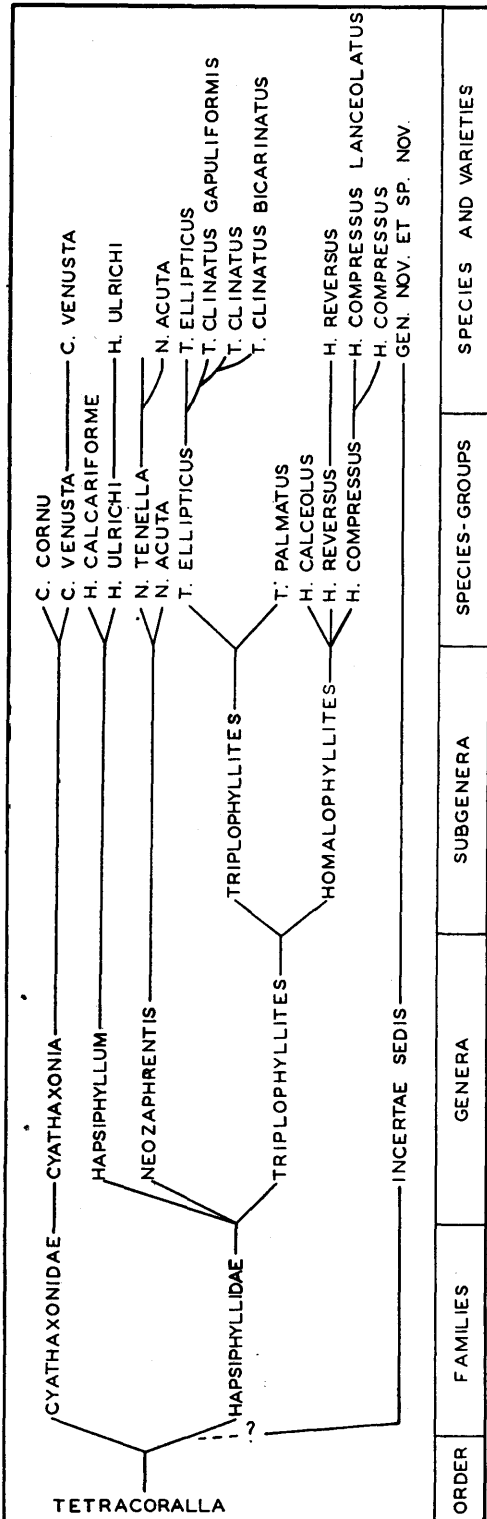 TETRACORALLA
CYATHAXONIDAE
HAPSIPHYLLIDAE
?
CYATHAXONIA
HAPSIPHYLLUM
NEOZAPHRENTIS
TRIPLOPHYLLITES
INCERTAE SEDIS
TRIPLOPHYLLITES
HOMALOPHYLLITES
C. CORNU
C. VENUSTA
H. CALCARIFORME
H. ULRICHI
N. TENELLA
N. ACUTA
T. ELLIPTICUS
T. PALMATUS
H. CALCEOLUS
H. REVERSUS
H. COMPRESSUS
C. VENUSTA
H. ULRICHI
N. ACUTA
T. ELLIPTICUS
T. CLINATUS GAPULIFORMIS
T. CLINATUS
T. CLINATUS BICARINATUS
H. REVERSUS
H. COMPRESSUS LANCEOLATUS
H. COMPRESSUS
GEN. NOV. ET SP. NOV.
ORDER
FAMILIES
GENERA
SUBGENERA
SPECIES-GROUPS
SPECIES AND VARIETIES